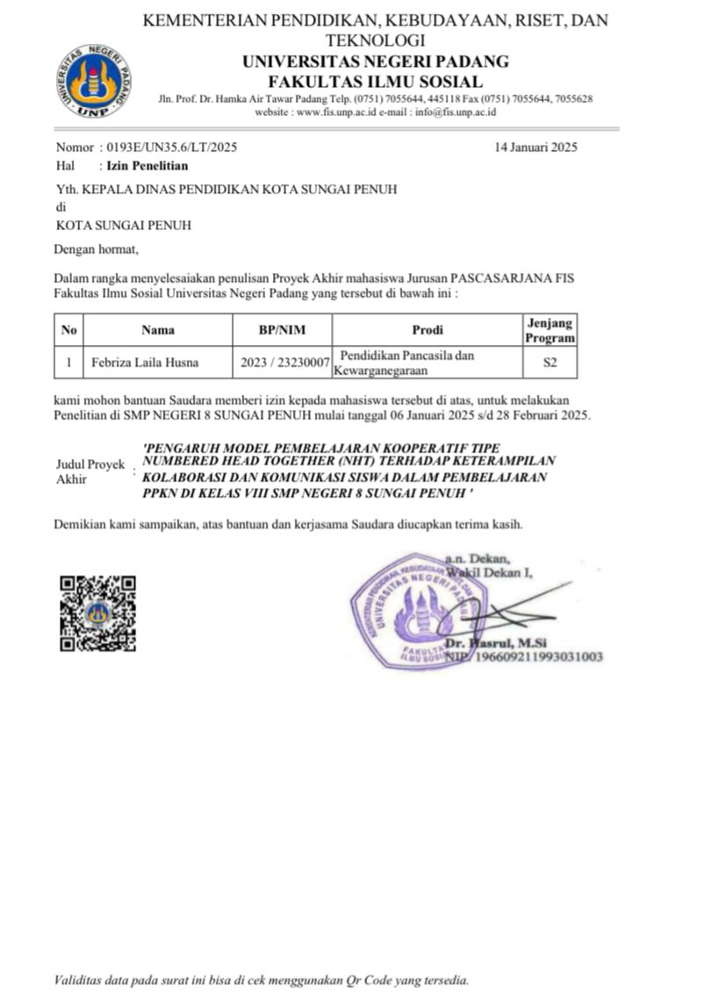 KEMENTERIAN PENDIDIKAN, KEBUDAYAAN, RISET, DAN
TEKNOLOGI
UNIVERSITAS NEGERI PADANG
FAKULTAS ILMU SOSIAL
Jln. Prof. Dr. Hamka Air Tawar Padang Telp. (0751) 7055644, 445118 Fax (0751) 7055644, 7055628
website : www.fis.unp.ac.id e-mail : info@fis.unp.ac.id
UNIVERSITAS NEGERI PADANG
UNP
Nomor : 0193E/UN35.6/LT/2025 14 Januari 2025
Hal : Izin Penelitian
Yth. KEPALA DINAS PENDIDIKAN KOTA SUNGAI PENUH
di
KOTA SUNGAI PENUH
Dengan hormat,
Dalam rangka menyelesaiakan penulisan Proyek Akhir mahasiswa Jurusan PASCASARJANA FIS
Fakultas Ilmu Sosial Universitas Negeri Padang yang tersebut di bawah ini :
No Nama BP/NIM Prodi Jenjang Program
1 Febriza Laila Husna 2023 / 23230007 Pendidikan Pancasila dan Kewarganegaraan S2
kami mohon bantuan Saudara memberi izin kepada mahasiswa tersebut di atas, untuk melakukan
Penelitian di SMP NEGERI 8 SUNGAI PENUH mulai tanggal 06 Januari 2025 s/d 28 Februari 2025.
Judul Proyek Akhir :
'PENGARUH MODEL PEMBELAJARAN KOOPERATIF TIPE
NUMBERED HEAD TOGETHER (NHT) TERHADAP KETERAMPILAN
KOLABORASI DAN KOMUNIKASI SISWA DALAM PEMBELAJARAN
PPKN DI KELAS VIII SMP NEGERI 8 SUNGAI PENUH '
Demikian kami sampaikan, atas bantuan dan kerjasama Saudara diucapkan terima kasih.
a.n. Dekan,
Wakil Dekan I,
UNIVERSITAS NEGERI PADANG
FAKULTAS
ILMU SOSIAL
Dr. Hasrul, M.Si
NIP. 196609211993031003
Validitas data pada surat ini bisa di cek menggunakan Qr Code yang tersedia.